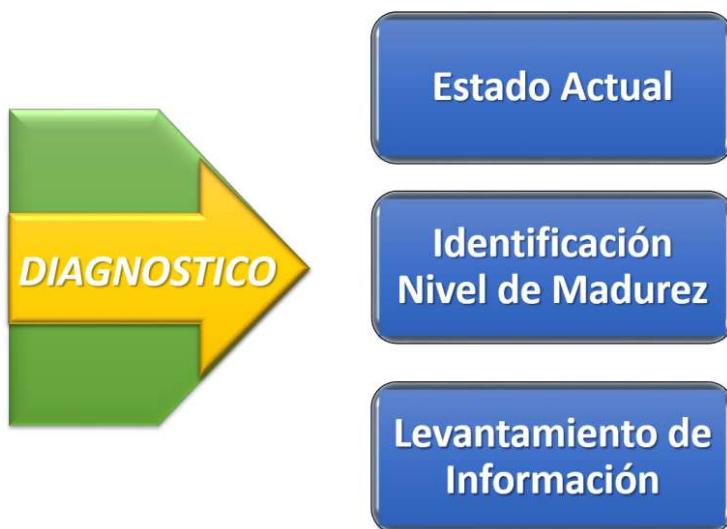 Estado Actual
DIAGNOSTICO
Identificación
Nivel de Madurez
Levantamiento de
Información